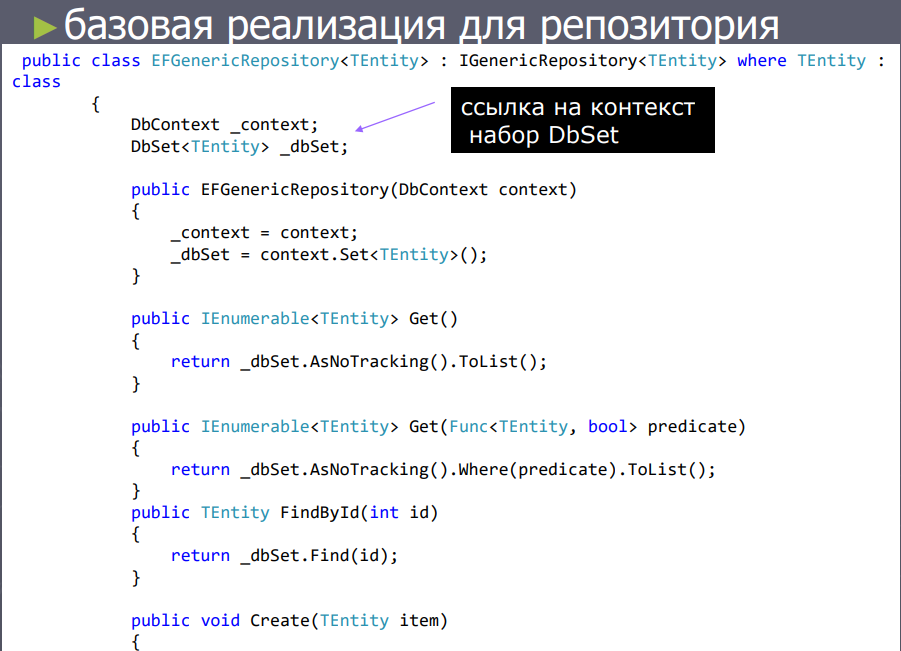 базовая реализация для репозитория
public class EFGenericRepository<TEntity> : IGenericRepository<TEntity> where TEntity :
class
{
DbContext _context;
DbSet<TEntity> _dbSet;
ссылка на контекст
набор DbSet
public EFGenericRepository(DbContext context)
{
_context = context;
_dbSet = context.Set<TEntity>();
}
public IEnumerable<TEntity> Get()
{
return _dbSet.AsNoTracking().ToList();
}
public IEnumerable<TEntity> Get(Func<TEntity, bool> predicate)
{
return _dbSet.AsNoTracking().Where(predicate).ToList();
}
public TEntity FindById(int id)
{
return _dbSet.Find(id);
}
public void Create(TEntity item)
{